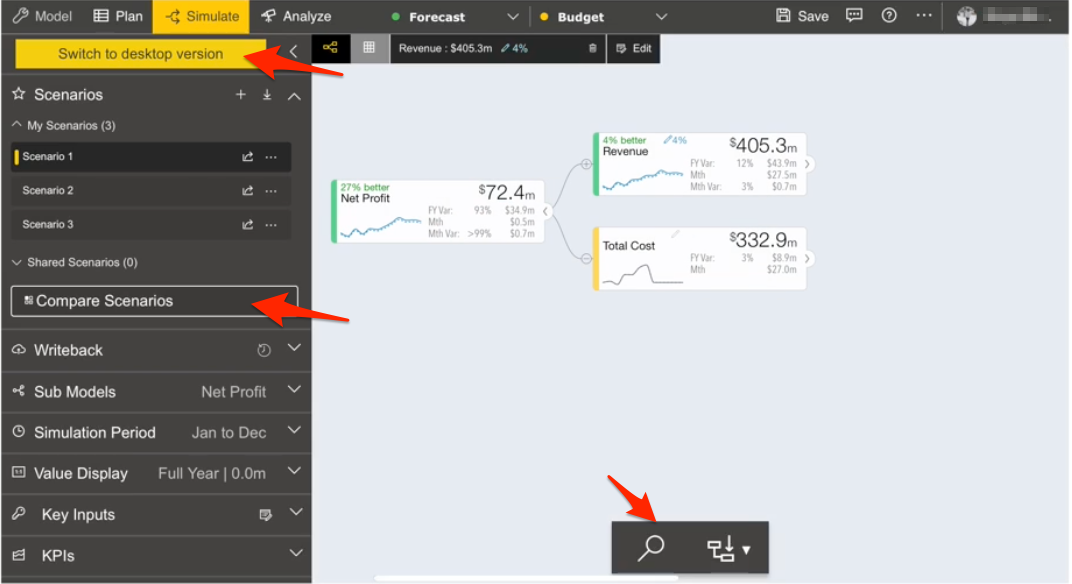 Model Plan Simulate Analyze Forecast Budget Save
Switch to desktop version
Revenue : $405.3m 4% Edit
Scenarios
My Scenarios (3)
Scenario 1
Scenario 2
Scenario 3
Shared Scenarios (0)
Compare Scenarios
Writeback
Sub Models Net Profit
Simulation Period Jan to Dec
Value Display Full Year | 0.0m
Key Inputs
KPIs
27% better
Net Profit
$72.4m
FY Var: 93% $34.9m
Mth $0.5m
Mth Var: >99% $0.7m
4% better 4%
Revenue
$405.3m
FY Var: 12% $43.9m
Mth $27.5m
Mth Var: 3% $0.7m
Total Cost
$332.9m
FY Var: 3% $8.9m
Mth $27.0m